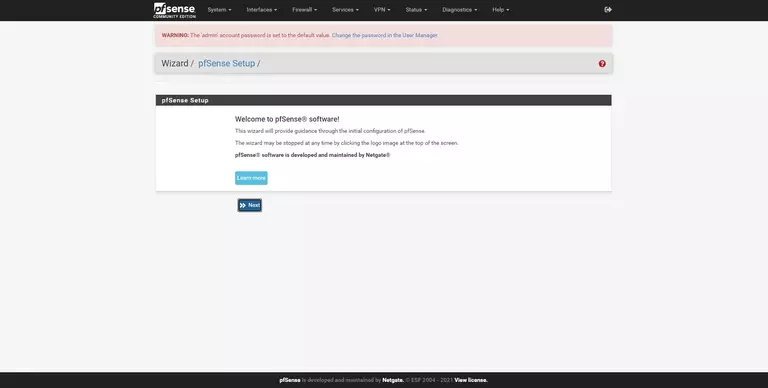 pfsense
COMMUNITY EDITION
System Interfaces Firewall Services VPN Status Diagnostics Help
WARNING: The 'admin' account password is set to the default value. Change the password in the User Manager.
Wizard / pfSense Setup /
pfSense Setup
Welcome to pfSense® software!
This wizard will provide guidance through the initial configuration of pfSense.
The wizard may be stopped at any time by clicking the logo image at the top of the screen.
pfSense® software is developed and maintained by Netgate®
Learn more
Next
pfSense is developed and maintained by Netgate. © ESF 2004 - 2021 View license.